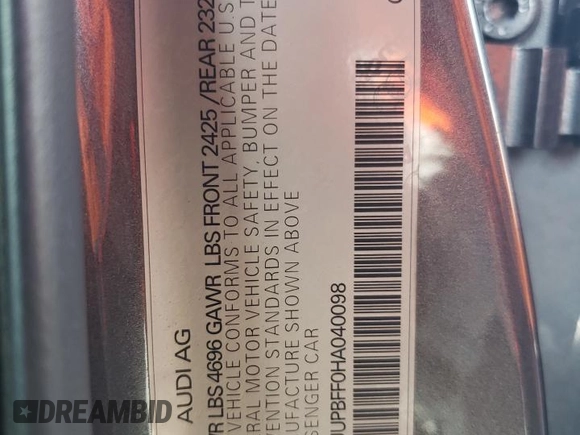 AUDI AG
LBS 4696 GAWR LBS FRONT 2425 / REAR 232
VEHICLE CONFORMS TO ALL APPLICABLE U.S
ERAL MOTOR VEHICLE SAFETY, BUMPER AND T
VENTION STANDARDS IN EFFECT ON THE DATE
UFACTURE SHOWN ABOVE
SENGER CAR
UPBFF0HA040098
DREAMBID